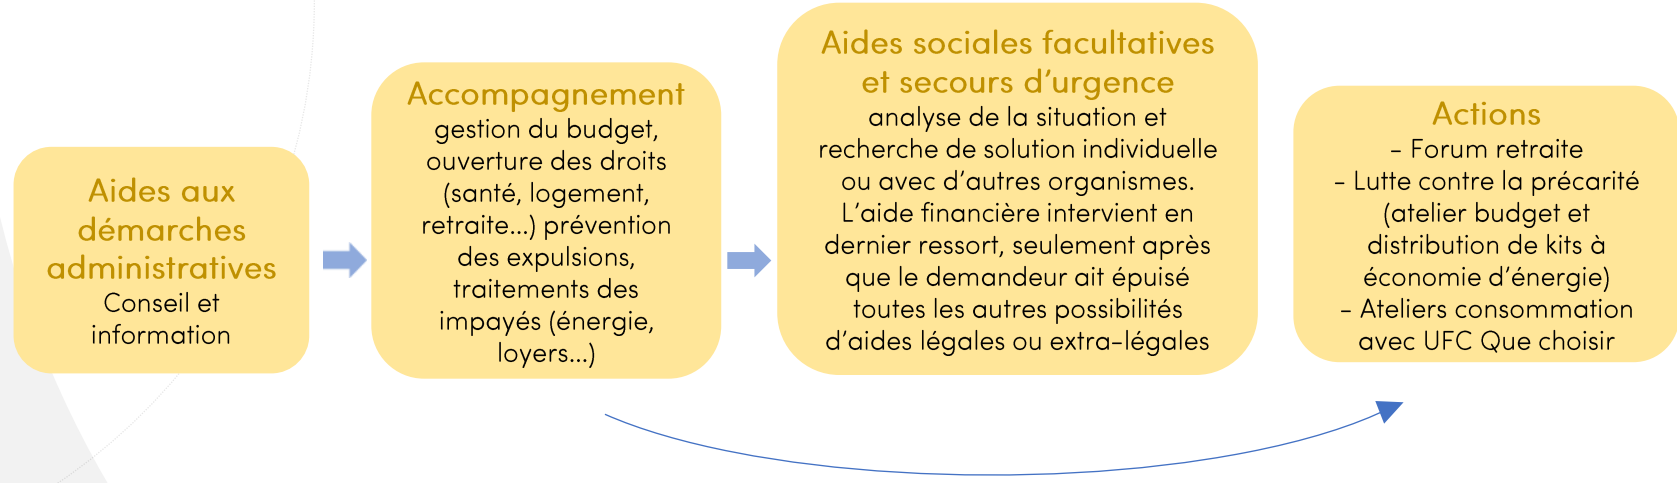 Aides aux
démarches
administratives
Conseil et
information
Accompagnement
gestion du budget,
ouverture des droits
(santé, logement,
retraite...) prévention
des expulsions,
traitements des
impayés (énergie,
loyers...)
Aides sociales facultatives
et secours d'urgence
analyse de la situation et
recherche de solution individuelle
ou avec d'autres organismes.
L'aide financière intervient en
dernier ressort, seulement après
que le demandeur ait épuisé
toutes les autres possibilités
d'aides légales ou extra-légales
Actions
- Forum retraite
- Lutte contre la précarité
(atelier budget et
distribution de kits à
économie d'énergie)
- Ateliers consommation
avec UFC Que choisir